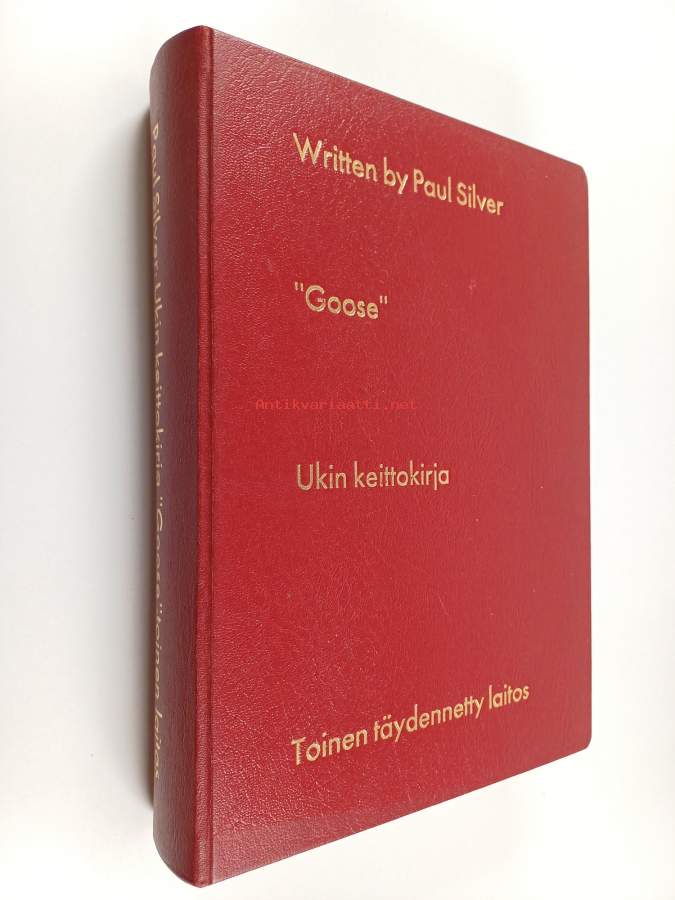 Written by Paul Silver
"Goose"
Antikvariaatti.net
Ukin keittokirja
Toinen täydennetty laitos
Paul Silver: Ukin keittokirja "Goose" toinen laitos